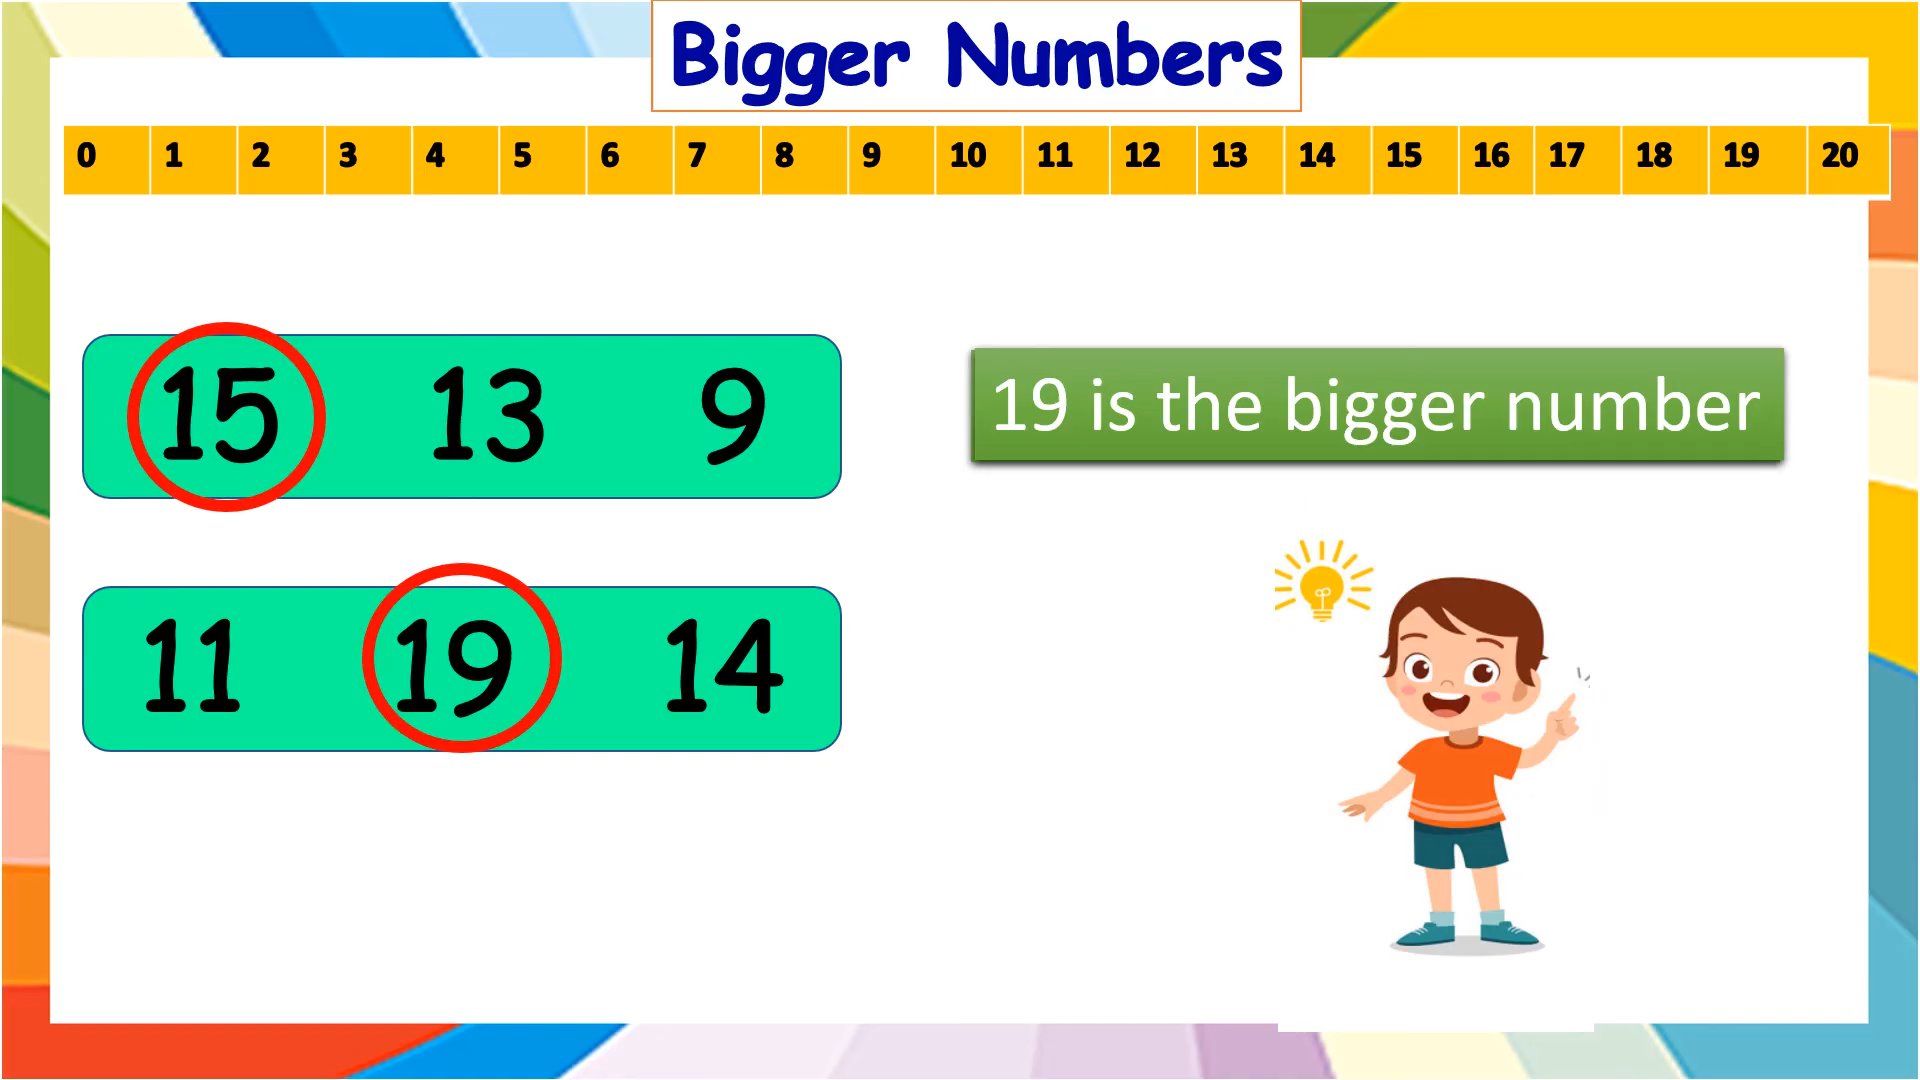 Bigger Numbers
0 1 2 3 4 5 6 7 8 9 10 11 12 13 14 15 16 17 18 19 20
15 13 9
19 is the bigger number
11 19 14